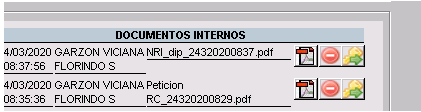 DOCUMENTOS INTERNOS
4/03/2020 GARZON VICIANA NRI_dip_24320200837.pdf
08:37:56 FLORINDO S
4/03/2020 GARZON VICIANA Peticion
08:35:36 FLORINDO S RC_24320200829.pdf